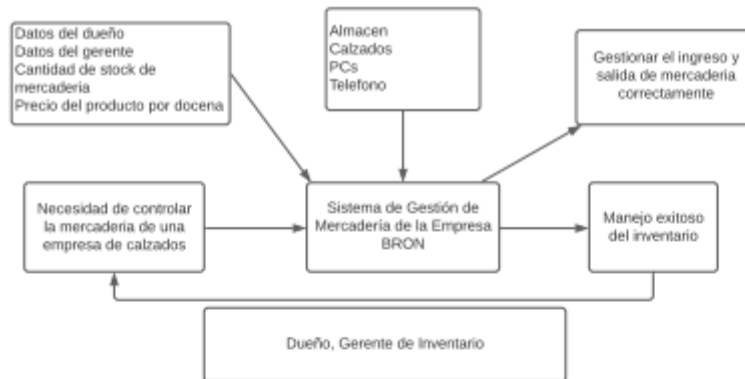 Datos del dueño
Datos del gerente
Cantidad de stock de
mercaderia
Precio del producto por docena
Almacen
Calzados
PCs
Telefono
Gestionar el ingreso y
salida de mercaderia
correctamente
Necesidad de controlar
la mercaderia de una
empresa de calzados
Sistema de Gestión de
Mercadería de la Empresa
BRON
Manejo exitoso
del inventario
Dueño, Gerente de Inventario